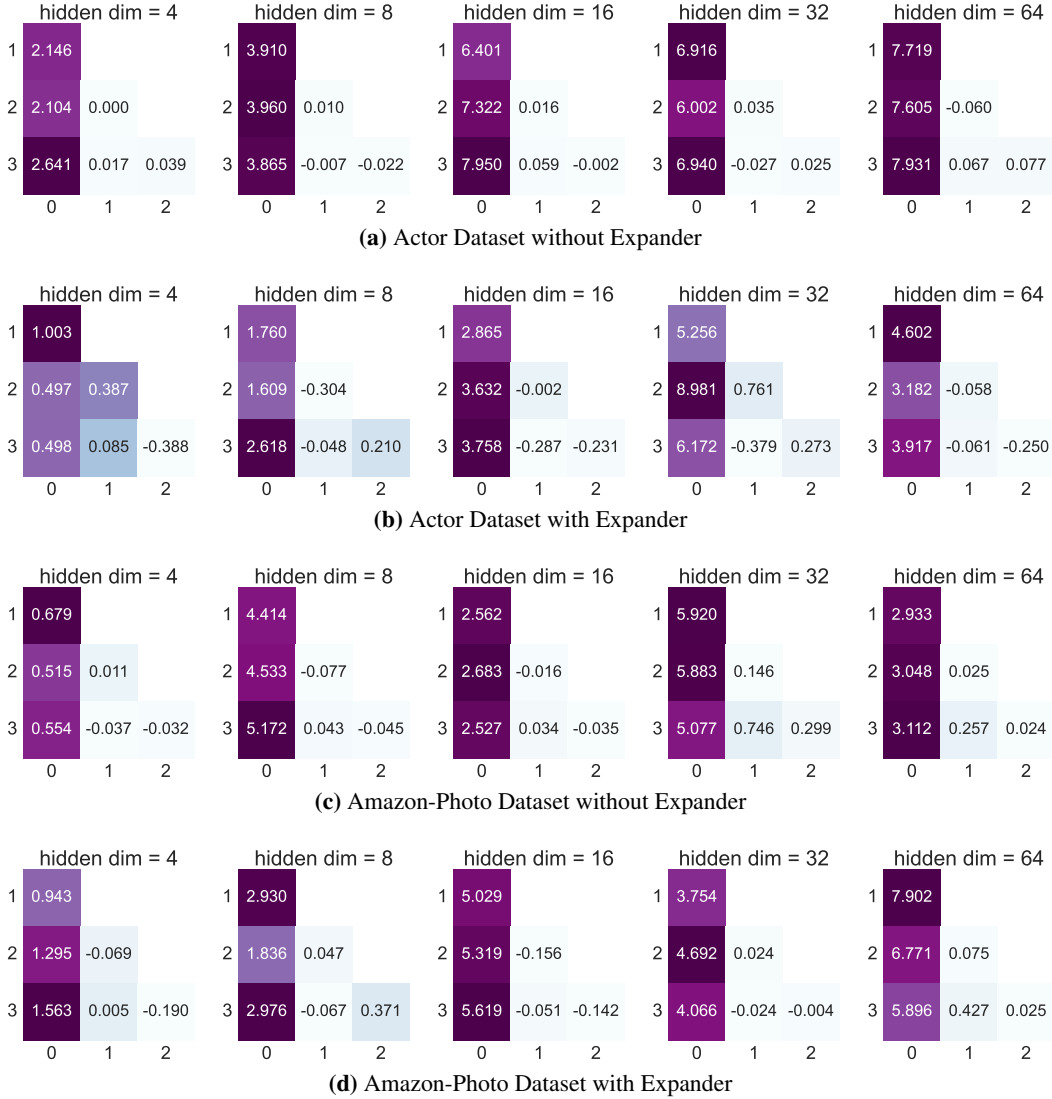 hidden dim = 4 hidden dim = 8 hidden dim = 16 hidden dim = 32 hidden dim = 64
1 2.146 3.910 1 6.401 1 6.916 1 7.719
2 2.104 0.000 2 3.960 0.010 2 7.322 0.016 2 6.002 0.035 2 7.605 -0.060
3 2.641 0.017 0.039 3 3.865 -0.007 -0.022 3 7.950 0.059 -0.002 3 6.940 -0.027 0.025 3 7.931 0.067 0.077
0 1 2 0 1 2 0 1 2 0 1 2 0 1 2
(a) Actor Dataset without Expander
hidden dim = 4 hidden dim = 8 hidden dim = 16 hidden dim = 32 hidden dim = 64
1 1.003 1 1.760 1 2.865 1 5.256 1 4.602
2 0.497 0.387 2 1.609 -0.304 2 3.632 -0.002 2 8.981 0.761 2 3.182 -0.058
3 0.498 0.085 -0.388 3 2.618 -0.048 0.210 3 3.758 -0.287 -0.231 3 6.172 -0.379 0.273 3 3.917 -0.061 -0.250
0 1 2 0 1 2 0 1 2 0 1 2 0 1 2
(b) Actor Dataset with Expander
hidden dim = 4 hidden dim = 8 hidden dim = 16 hidden dim = 32 hidden dim = 64
1 0.679 1 4.414 1 2.562 1 5.920 1 2.933
2 0.515 0.011 2 4.533 -0.077 2 2.683 -0.016 2 5.883 0.146 2 3.048 0.025
3 0.554 -0.037 -0.032 3 5.172 0.043 -0.045 3 2.527 0.034 -0.035 3 5.077 0.746 0.299 3 3.112 0.257 0.024
0 1 2 0 1 2 0 1 2 0 1 2 0 1 2
(c) Amazon-Photo Dataset without Expander
hidden dim = 4 hidden dim = 8 hidden dim = 16 hidden dim = 32 hidden dim = 64
1 0.943 1 2.930 1 5.029 1 3.754 1 7.902
2 1.295 -0.069 2 1.836 0.047 2 5.319 -0.156 2 4.692 0.024 2 6.771 0.075
3 1.563 0.005 -0.190 3 2.976 -0.067 0.371 3 5.619 -0.051 -0.142 3 4.066 -0.024 -0.004 3 5.896 0.427 0.025
0 1 2 0 1 2 0 1 2 0 1 2 0 1 2
(d) Amazon-Photo Dataset with Expander